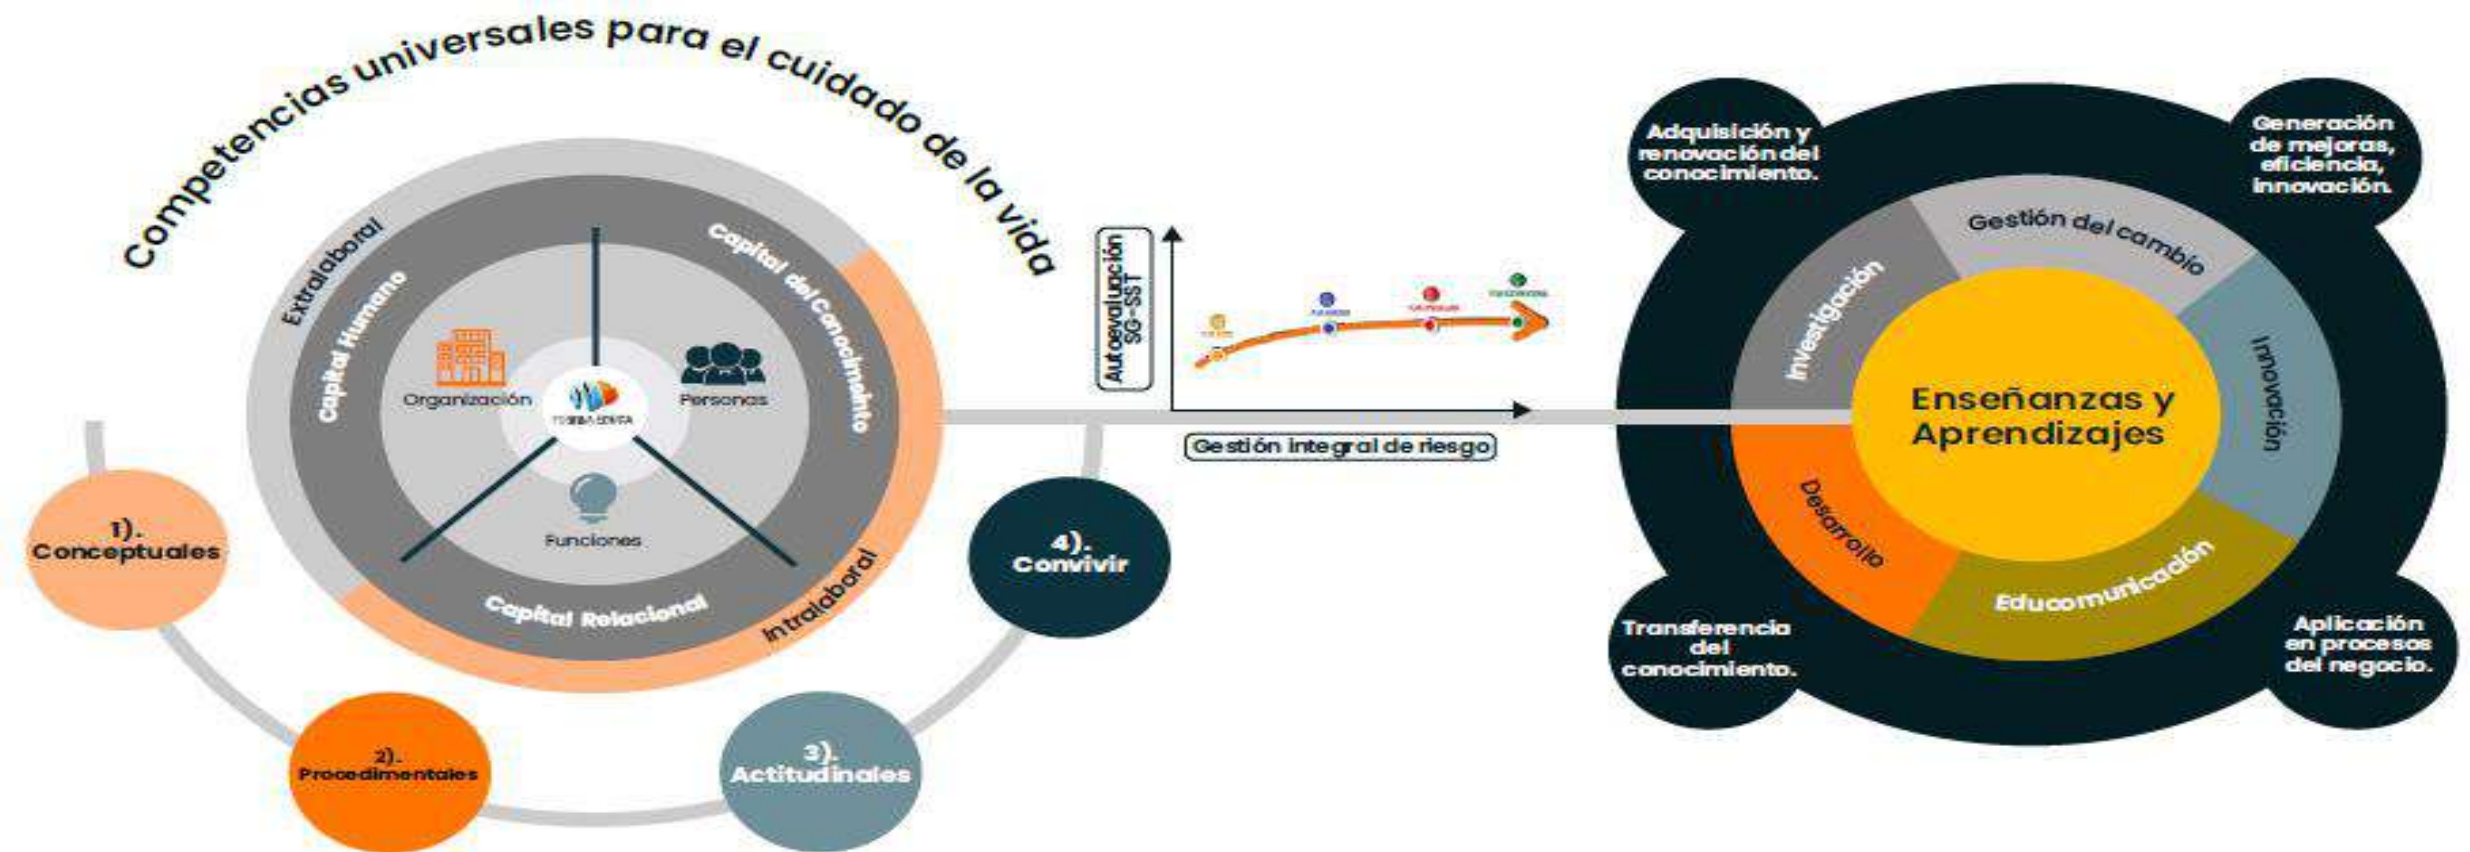 Competencias universales para el cuidado de la vida
Extralaboral
Capital Humano
Capital del Conocimeinto
Organización
Personas
Funciones
Capital Relacional
Intralaboral
1).
Conceptuales
2).
Procedimentales
3).
Actitudinales
4).
Convivir
Autoevaluación
SG-SST
Gestión integral de riesgo
Adquisición y
renovación del
conocimiento.
Generación
de mejoras,
eficiencia,
innovación.
Gestión del cambio
Investigación
Innovación
Enseñanzas y
Aprendizajes
Desarrollo
Educomunicación
Transferencia
del
conocimiento.
Aplicación
en procesos
del negocio.